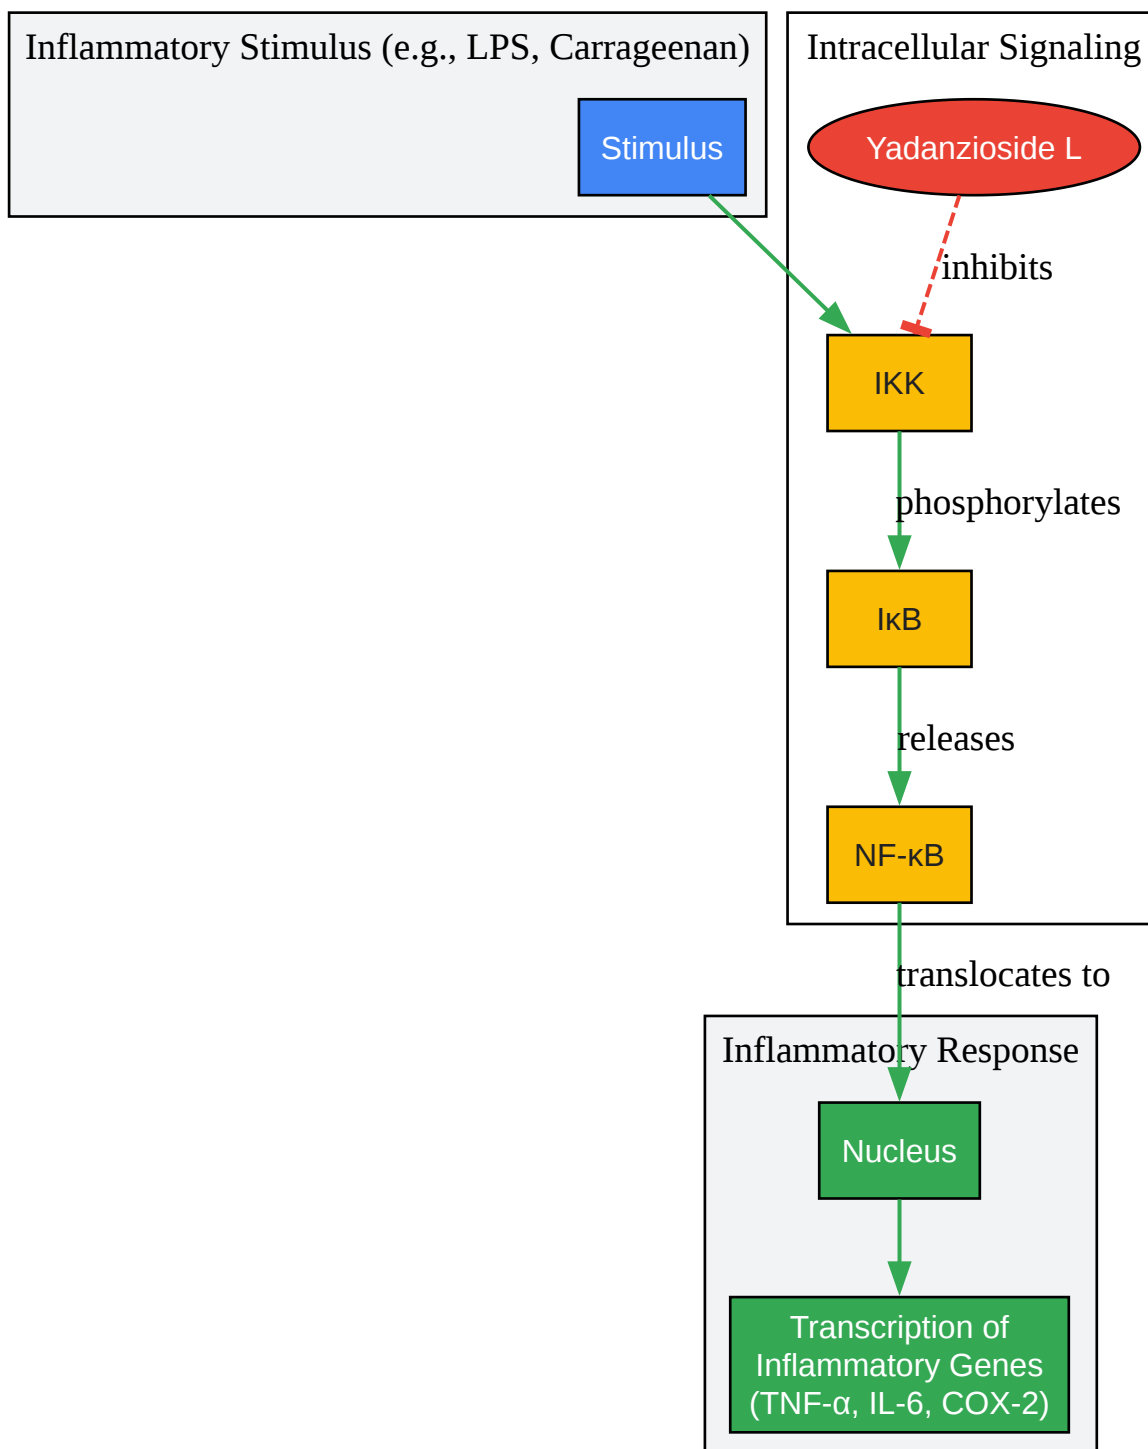 Inflammatory Stimulus (e.g., LPS, Carrageenan)
Stimulus
Intracellular Signaling
Yadanzioside L
inhibits
IKK
phosphorylates
IκB
releases
NF-κB
translocates to
Inflammatory Response
Nucleus
Transcription of
Inflammatory Genes
(TNF-α, IL-6, COX-2)